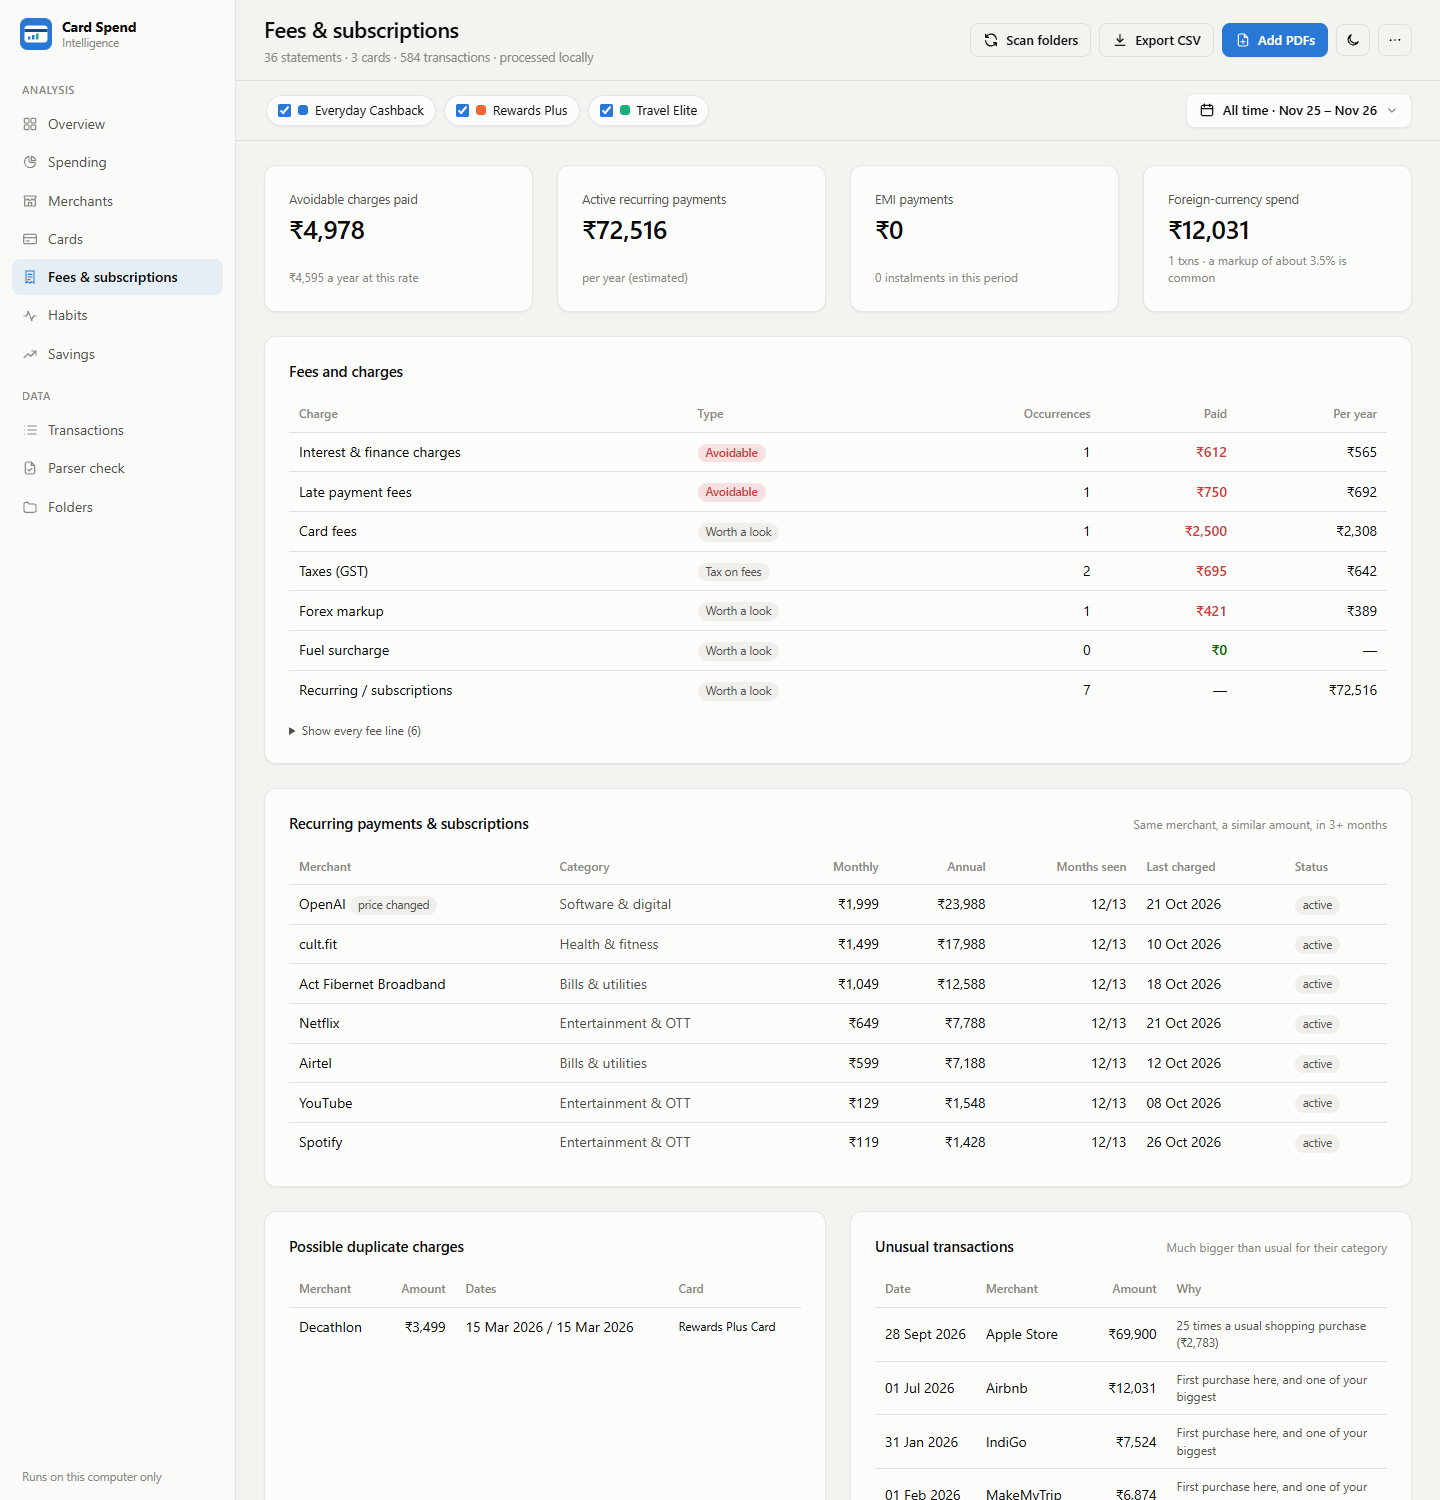 Card Spend
Intelligence
ANALYSIS
Overview
Spending
Merchants
Cards
Fees & subscriptions
Habits
Savings
DATA
Transactions
Parser check
Folders
Runs on this computer only
Fees & subscriptions
36 statements · 3 cards · 584 transactions · processed locally
Scan folders
Export CSV
Add PDFs
Everyday Cashback
Rewards Plus
Travel Elite
All time · Nov 25 – Nov 26
Avoidable charges paid
₹4,978
₹4,595 a year at this rate
Active recurring payments
₹72,516
per year (estimated)
EMI payments
₹0
0 instalments in this period
Foreign-currency spend
₹12,031
1 txns · a markup of about 3.5% is
common
Fees and charges
Charge Type Occurrences Paid Per year
Interest & finance charges Avoidable 1 ₹612 ₹565
Late payment fees Avoidable 1 ₹750 ₹692
Card fees Worth a look 1 ₹2,500 ₹2,308
Taxes (GST) Tax on fees 2 ₹695 ₹642
Forex markup Worth a look 1 ₹421 ₹389
Fuel surcharge Worth a look 0 ₹0 —
Recurring / subscriptions Worth a look 7 — ₹72,516
Show every fee line (6)
Recurring payments & subscriptions
Same merchant, a similar amount, in 3+ months
Merchant Category Monthly Annual Months seen Last charged Status
OpenAI price changed Software & digital ₹1,999 ₹23,988 12/13 21 Oct 2026 active
cult.fit Health & fitness ₹1,499 ₹17,988 12/13 10 Oct 2026 active
Act Fibernet Broadband Bills & utilities ₹1,049 ₹12,588 12/13 18 Oct 2026 active
Netflix Entertainment & OTT ₹649 ₹7,788 12/13 21 Oct 2026 active
Airtel Bills & utilities ₹599 ₹7,188 12/13 12 Oct 2026 active
YouTube Entertainment & OTT ₹129 ₹1,548 12/13 08 Oct 2026 active
Spotify Entertainment & OTT ₹119 ₹1,428 12/13 26 Oct 2026 active
Possible duplicate charges
Merchant Amount Dates Card
Decathlon ₹3,499 15 Mar 2026 / 15 Mar 2026 Rewards Plus Card
Unusual transactions
Much bigger than usual for their category
Date Merchant Amount Why
28 Sept 2026 Apple Store ₹69,900 25 times a usual shopping purchase
(₹2,783)
01 Jul 2026 Airbnb ₹12,031 First purchase here, and one of your
biggest
31 Jan 2026 IndiGo ₹7,524 First purchase here, and one of your
biggest
01 Feb 2026 MakeMyTrip ₹6,874 First purchase here, and one of your